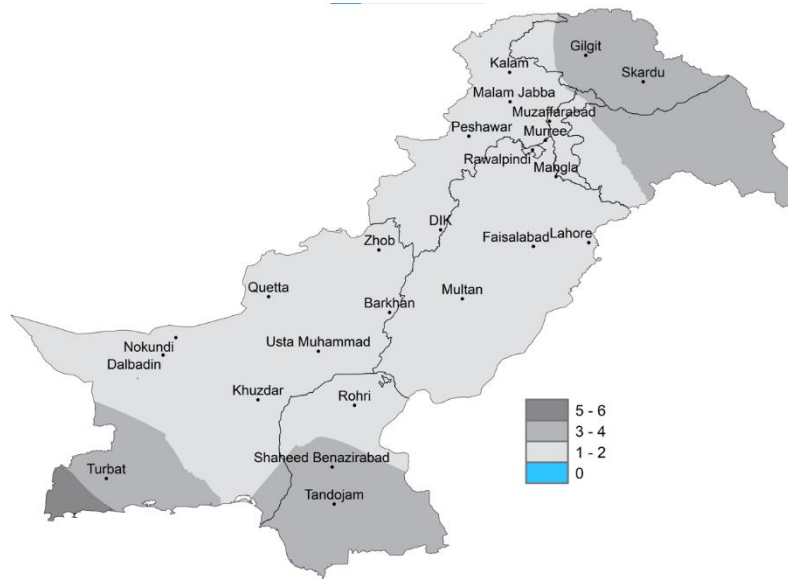 Gilgit
Kalam
Skardu
Malam Jabba
Muzaffarabad
Peshawar
Murree
Rawalpindi
Mangla
DIK
Zhob
Faisalabad
Lahore
Quetta
Multan
Barkhan
Nokundi
Usta Muhammad
Dalbadin
Khuzdar
Rohri
5 - 6
3 - 4
1 - 2
0
Shaheed Benazirabad
Turbat
Tandojam